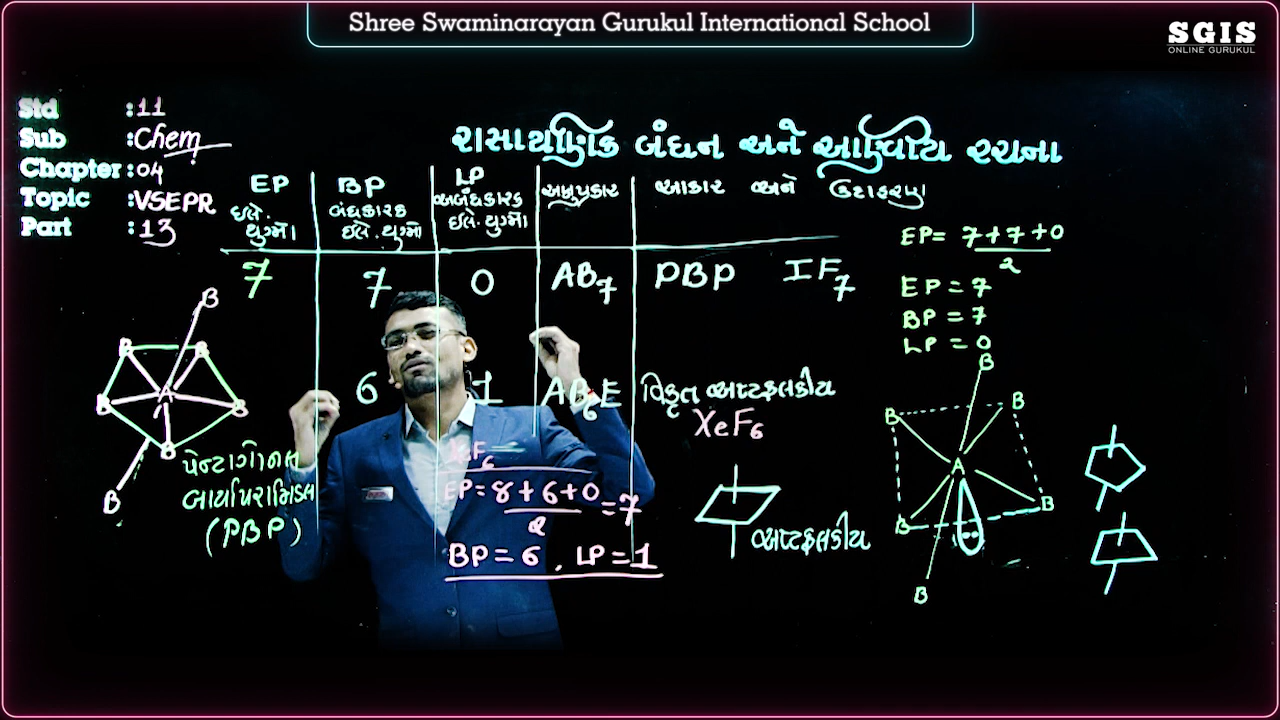 Shree Swaminarayan Gurukul International School
SGIS
ONLINE GURUKUL
Std :11
Sub :Chem
Chapter:04
Topic :VSEPR
Part :13
રાસાયણિક બંધન અને આણ્વીય રચના
EP
ઈલે.
યુગ્મો
BP
બંધકારક
ઈલે.યુગ્મો
LP
અબંધકારક
ઈલે.યુગ્મો
અણુપ્રકાર
આકાર અને ઉદાહરણ
7 7 0 AB7 PBP IF7
6 1 AB6E વિકૃત અષ્ટફલકીય
XeF6
EP= 7+7+0
2
EP = 7
BP = 7
LP = 0
B
B
B
B
A
B
B
B
B
પેન્ટાગોનલ
બાયપિરામિડલ
(PBP)
XeF6
EP=8+6+0=7
2
BP=6, LP=1
અષ્ટફલકીય
B
B
B
A
B
B
B